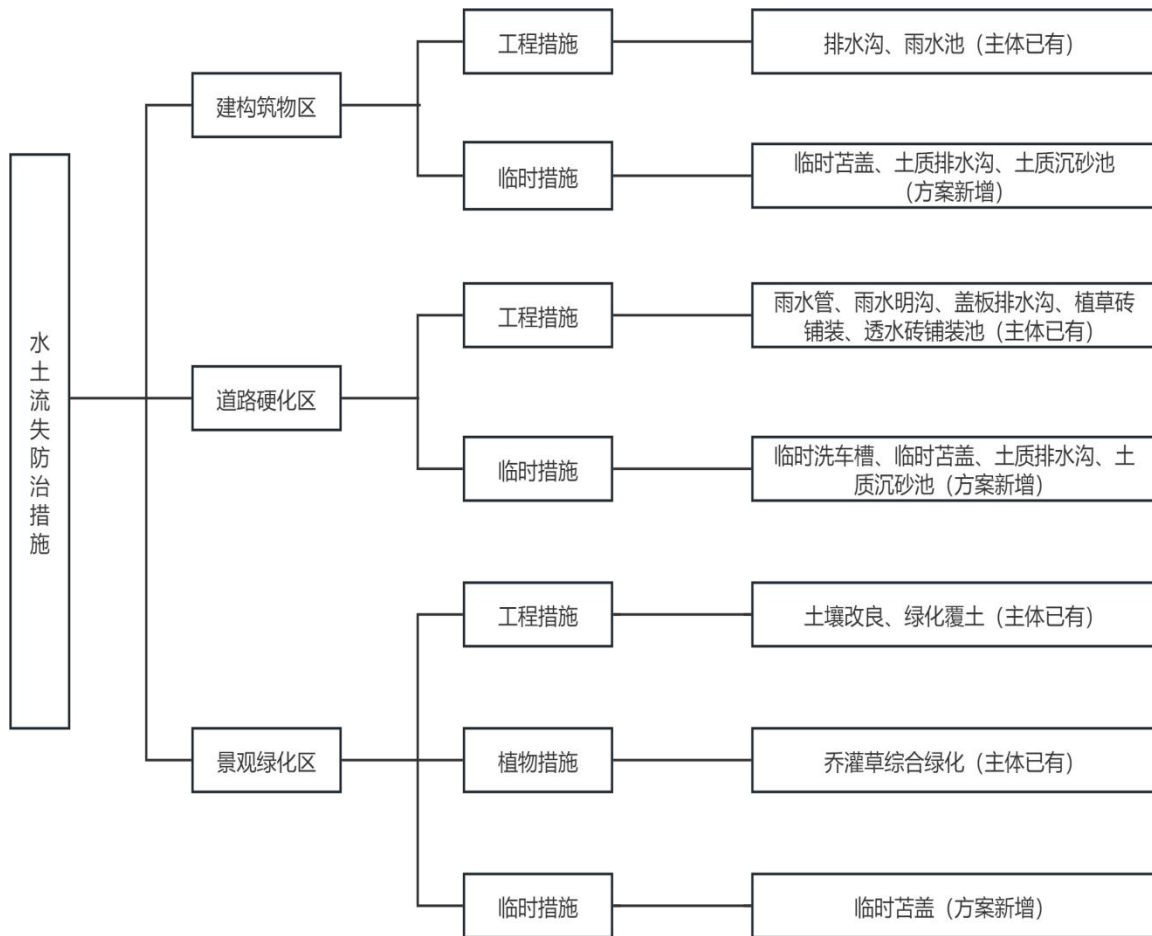 水土流失防治措施
建构筑物区
工程措施
排水沟、雨水池（主体已有）
临时措施
临时苫盖、土质排水沟、土质沉砂池
（方案新增）
道路硬化区
工程措施
雨水管、雨水明沟、盖板排水沟、植草砖
铺装、透水砖铺装池（主体已有）
临时措施
临时洗车槽、临时苫盖、土质排水沟、土
质沉砂池（方案新增）
景观绿化区
工程措施
土壤改良、绿化覆土（主体已有）
植物措施
乔灌草综合绿化（主体已有）
临时措施
临时苫盖（方案新增）